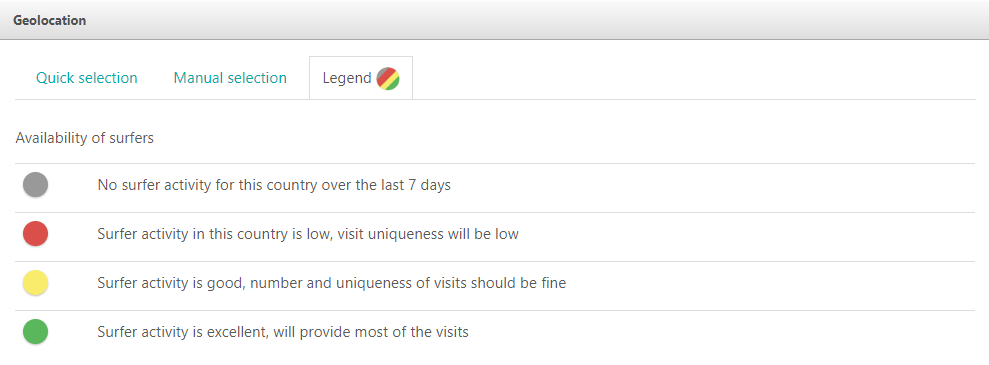 Geolocation
Quick selection Manual selection Legend
Availability of surfers
No surfer activity for this country over the last 7 days
Surfer activity in this country is low, visit uniqueness will be low
Surfer activity is good, number and uniqueness of visits should be fine
Surfer activity is excellent, will provide most of the visits